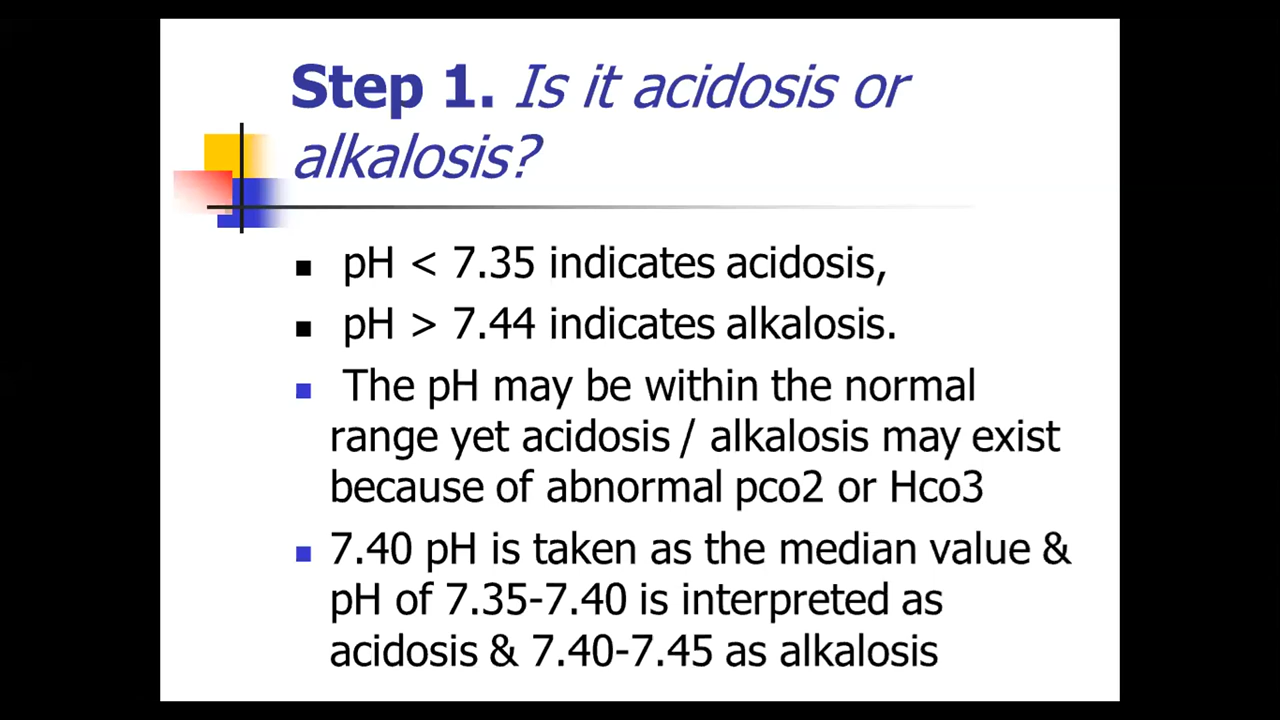 Step 1. Is it acidosis or
alkalosis?
pH < 7.35 indicates acidosis,
pH > 7.44 indicates alkalosis.
The pH may be within the normal
range yet acidosis / alkalosis may exist
because of abnormal pco2 or Hco3
7.40 pH is taken as the median value &
pH of 7.35-7.40 is interpreted as
acidosis & 7.40-7.45 as alkalosis